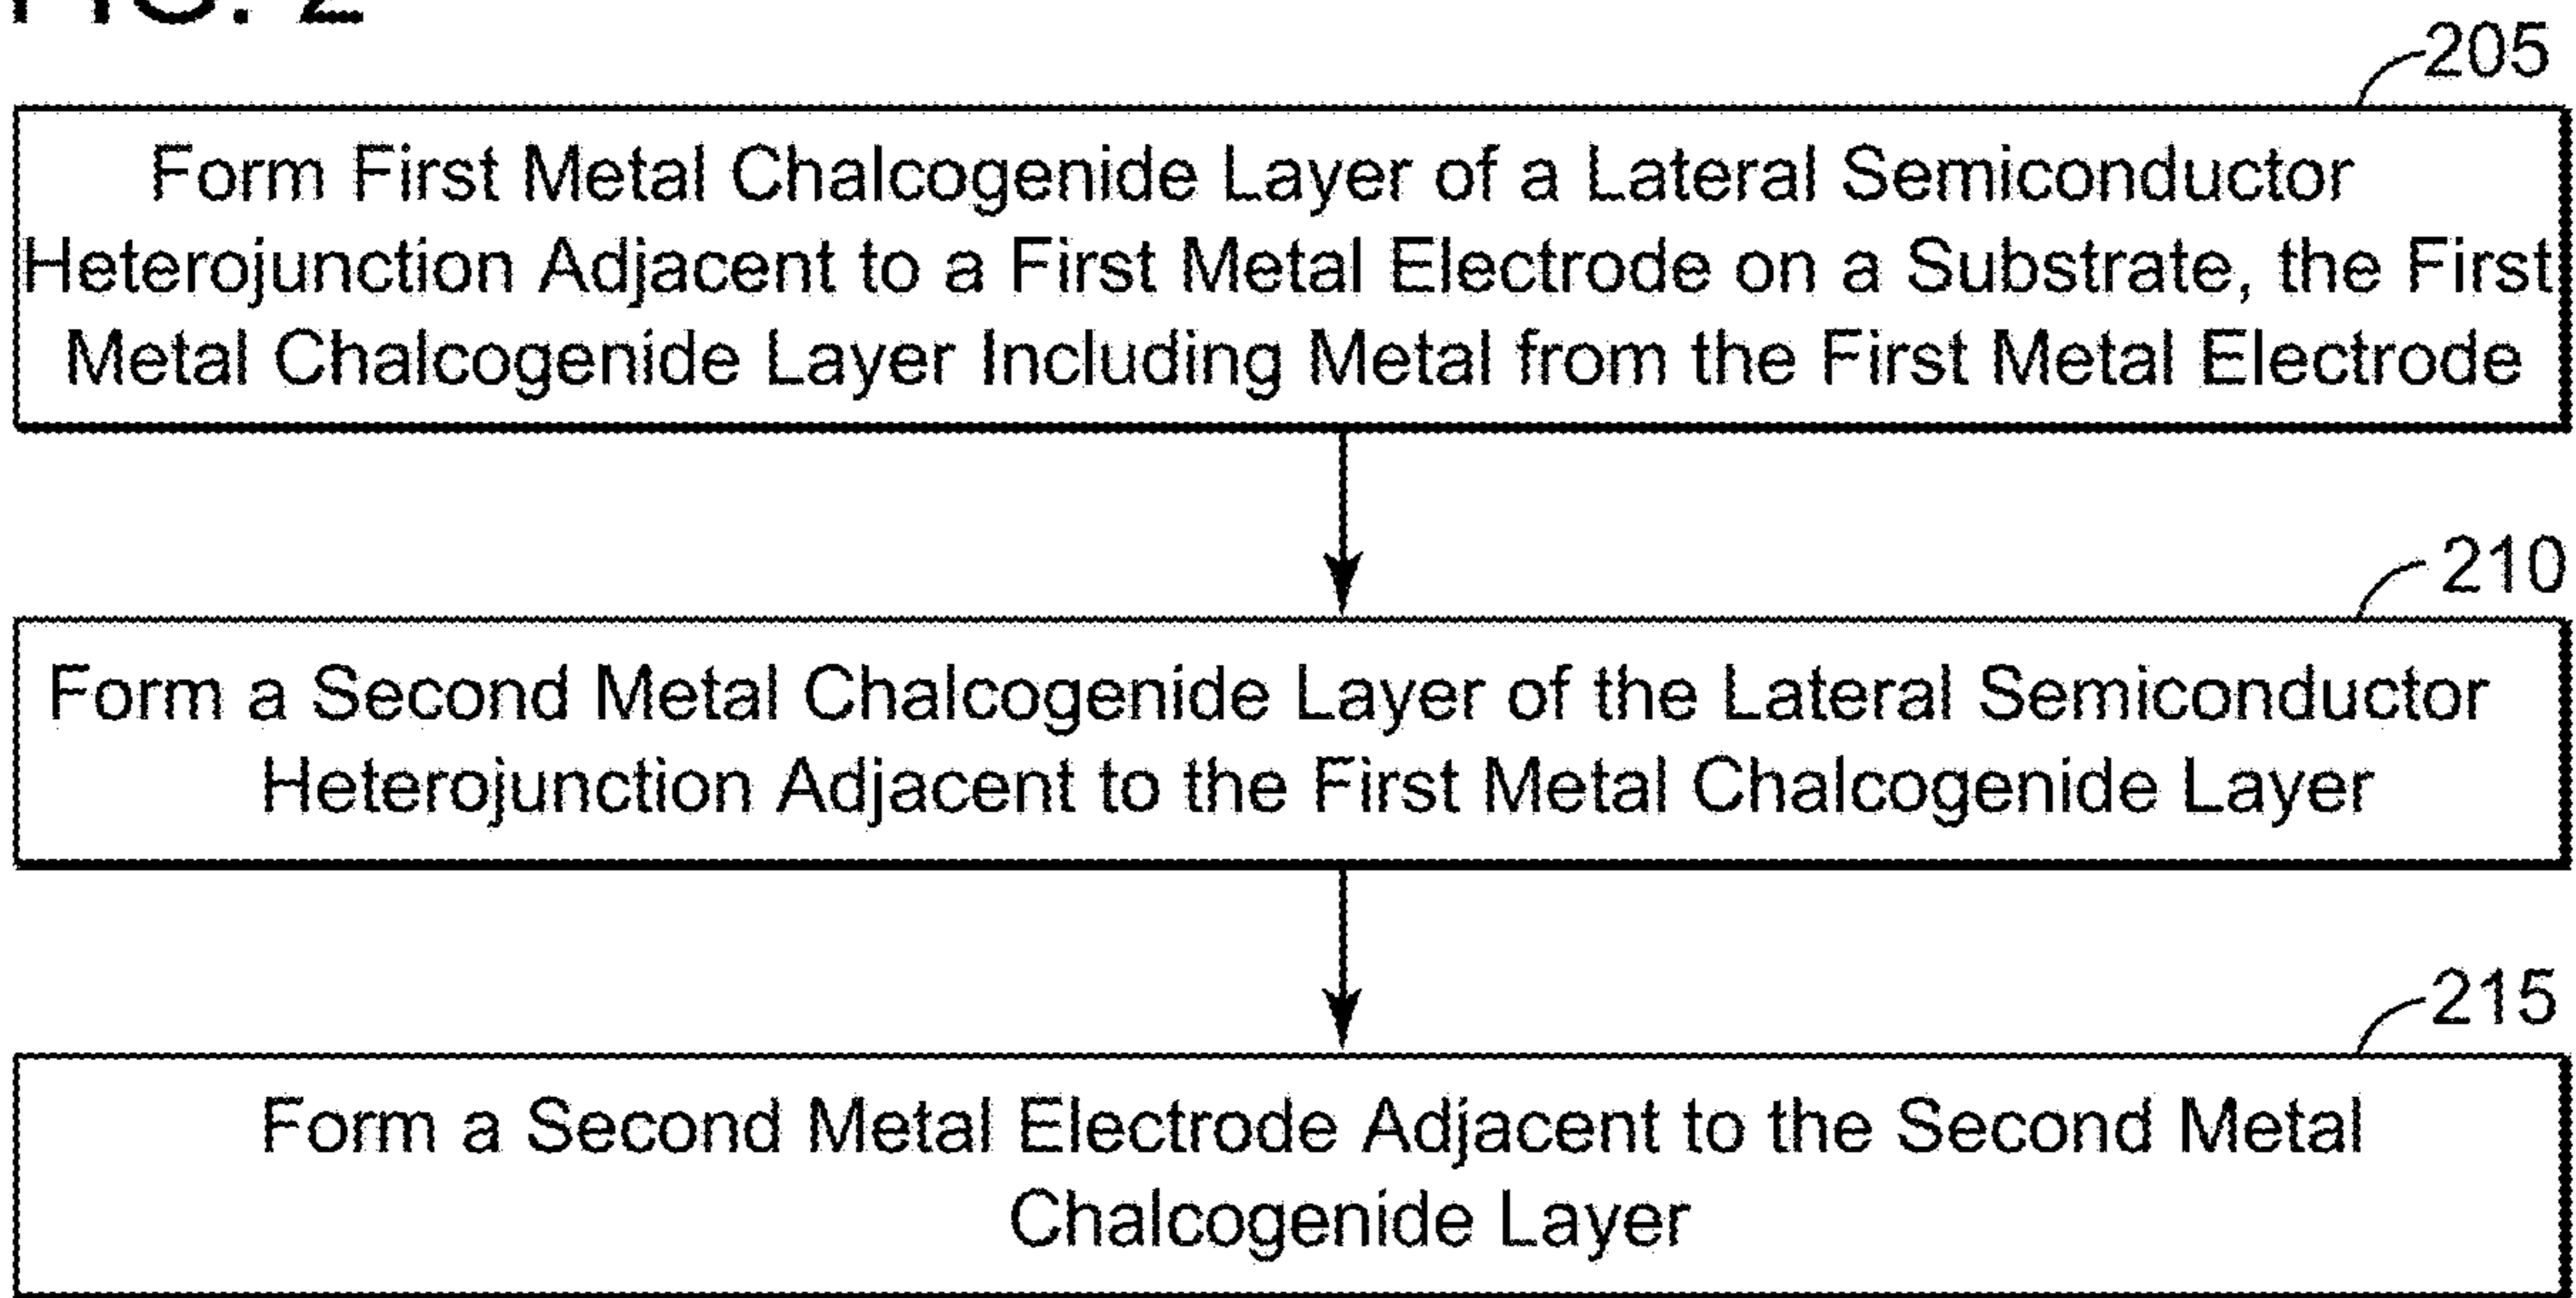 FIG. 2
205
Form First Metal Chalcogenide Layer of a Lateral Semiconductor
Heterojunction Adjacent to a First Metal Electrode on a Substrate, the First
Metal Chalcogenide Layer Including Metal from the First Metal Electrode
210
Form a Second Metal Chalcogenide Layer of the Lateral Semiconductor
Heterojunction Adjacent to the First Metal Chalcogenide Layer
215
Form a Second Metal Electrode Adjacent to the Second Metal
Chalcogenide Layer